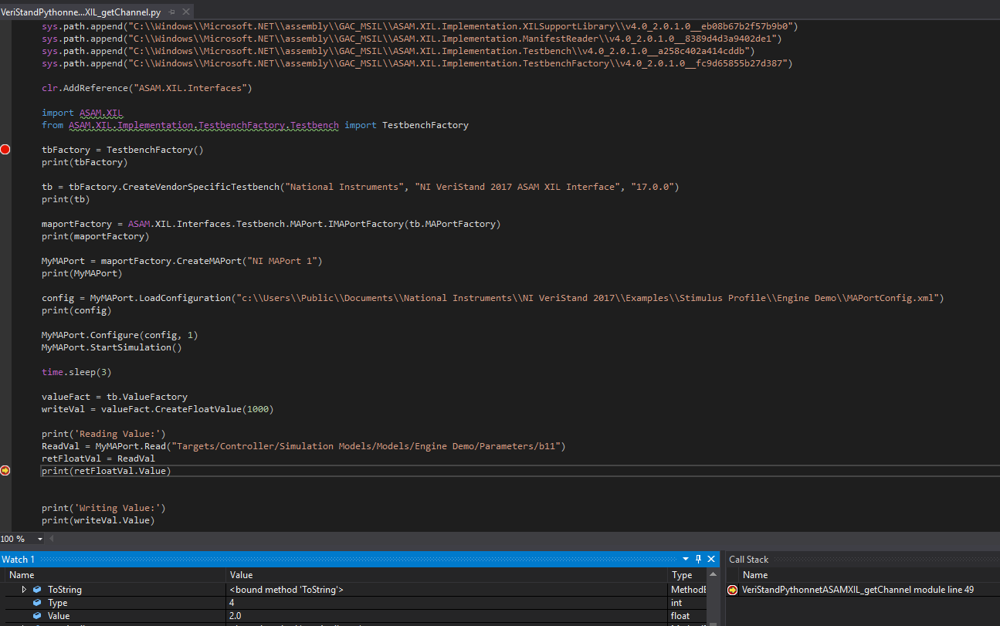 VeriStandPythonne...XIL_getChannel.py
sys.path.append("C:\\Windows\\Microsoft.NET\\assembly\\GAC_MSIL\\ASAM.XIL.Implementation.XILSupportLibrary\\v4.0_2.0.1.0__eb08b67b2f57b9b0")
sys.path.append("C:\\Windows\\Microsoft.NET\\assembly\\GAC_MSIL\\ASAM.XIL.Implementation.ManifestReader\\v4.0_2.0.1.0__8389d4d3a9402de1")
sys.path.append("C:\\Windows\\Microsoft.NET\\assembly\\GAC_MSIL\\ASAM.XIL.Implementation.Testbench\\v4.0_2.0.1.0__a258c402a414cddb")
sys.path.append("C:\\Windows\\Microsoft.NET\\assembly\\GAC_MSIL\\ASAM.XIL.Implementation.TestbenchFactory\\v4.0_2.0.1.0__fc9d65855b27d387")
clr.AddReference("ASAM.XIL.Interfaces")
import ASAM.XIL
from ASAM.XIL.Implementation.TestbenchFactory.Testbench import TestbenchFactory
tbFactory = TestbenchFactory()
print(tbFactory)
tb = tbFactory.CreateVendorSpecificTestbench("National Instruments", "NI VeriStand 2017 ASAM XIL Interface", "17.0.0")
print(tb)
maportFactory = ASAM.XIL.Interfaces.Testbench.MAPort.IMAPortFactory(tb.MAPortFactory)
print(maportFactory)
MyMAPort = maportFactory.CreateMAPort("NI MAPort 1")
print(MyMAPort)
config = MyMAPort.LoadConfiguration("c:\\Users\\Public\\Documents\\National Instruments\\NI VeriStand 2017\\Examples\\Stimulus Profile\\Engine Demo\\MAPortConfig.xml")
print(config)
MyMAPort.Configure(config, 1)
MyMAPort.StartSimulation()
time.sleep(3)
valueFact = tb.ValueFactory
writeVal = valueFact.CreateFloatValue(1000)
print('Reading Value:')
ReadVal = MyMAPort.Read("Targets/Controller/Simulation Models/Models/Engine Demo/Parameters/b11")
retFloatVal = ReadVal
print(retFloatVal.Value)
print('Writing Value:')
print(writeVal.Value)
100 %
Watch 1
Name Value Type
ToString <bound method 'ToString'> MethodE
Type 4 int
Value 2.0 float
Call Stack
Name
VeriStandPythonnetASAMXIL_getChannel module line 49